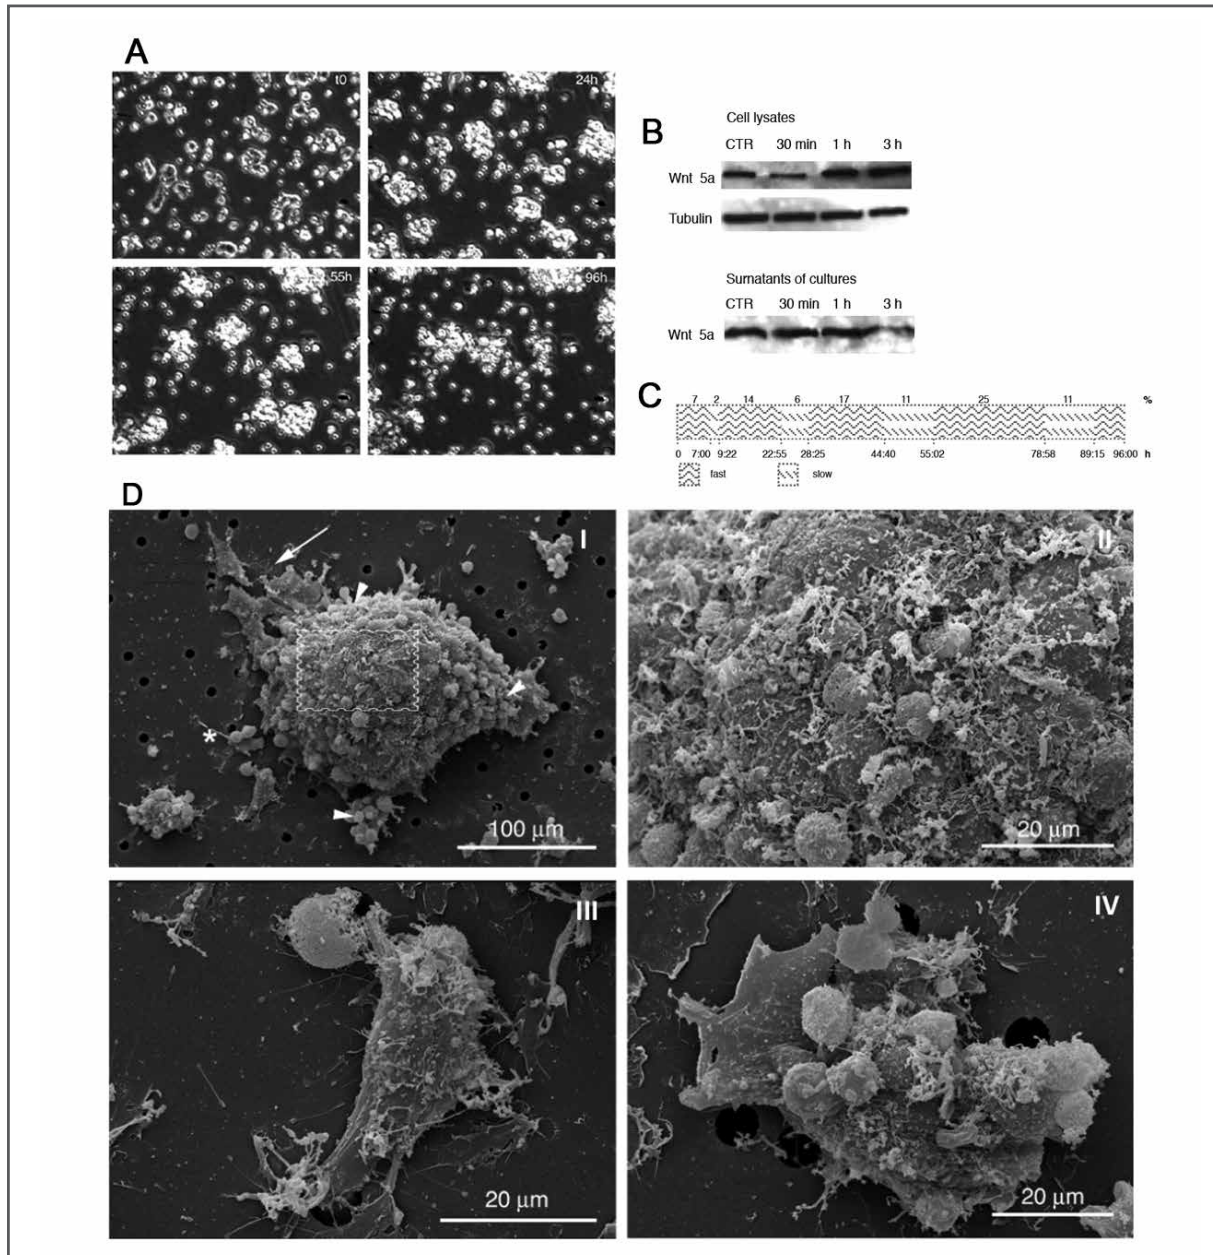 A
t0
24h
55h
96h
B
Cell lysates
CTR 30 min 1 h 3 h
Wnt 5a
Tubulin
Surnatants of cultures
CTR 30 min 1 h 3 h
Wnt 5a
C
7 2 14 6 17 11 25 11 %
0 7:00 9:22 22:55 28:25 44:40 55:02 78:58 89:15 96:00 h
fast slow
D
I
*
100 µm
II
20 µm
III
20 µm
IV
20 µm